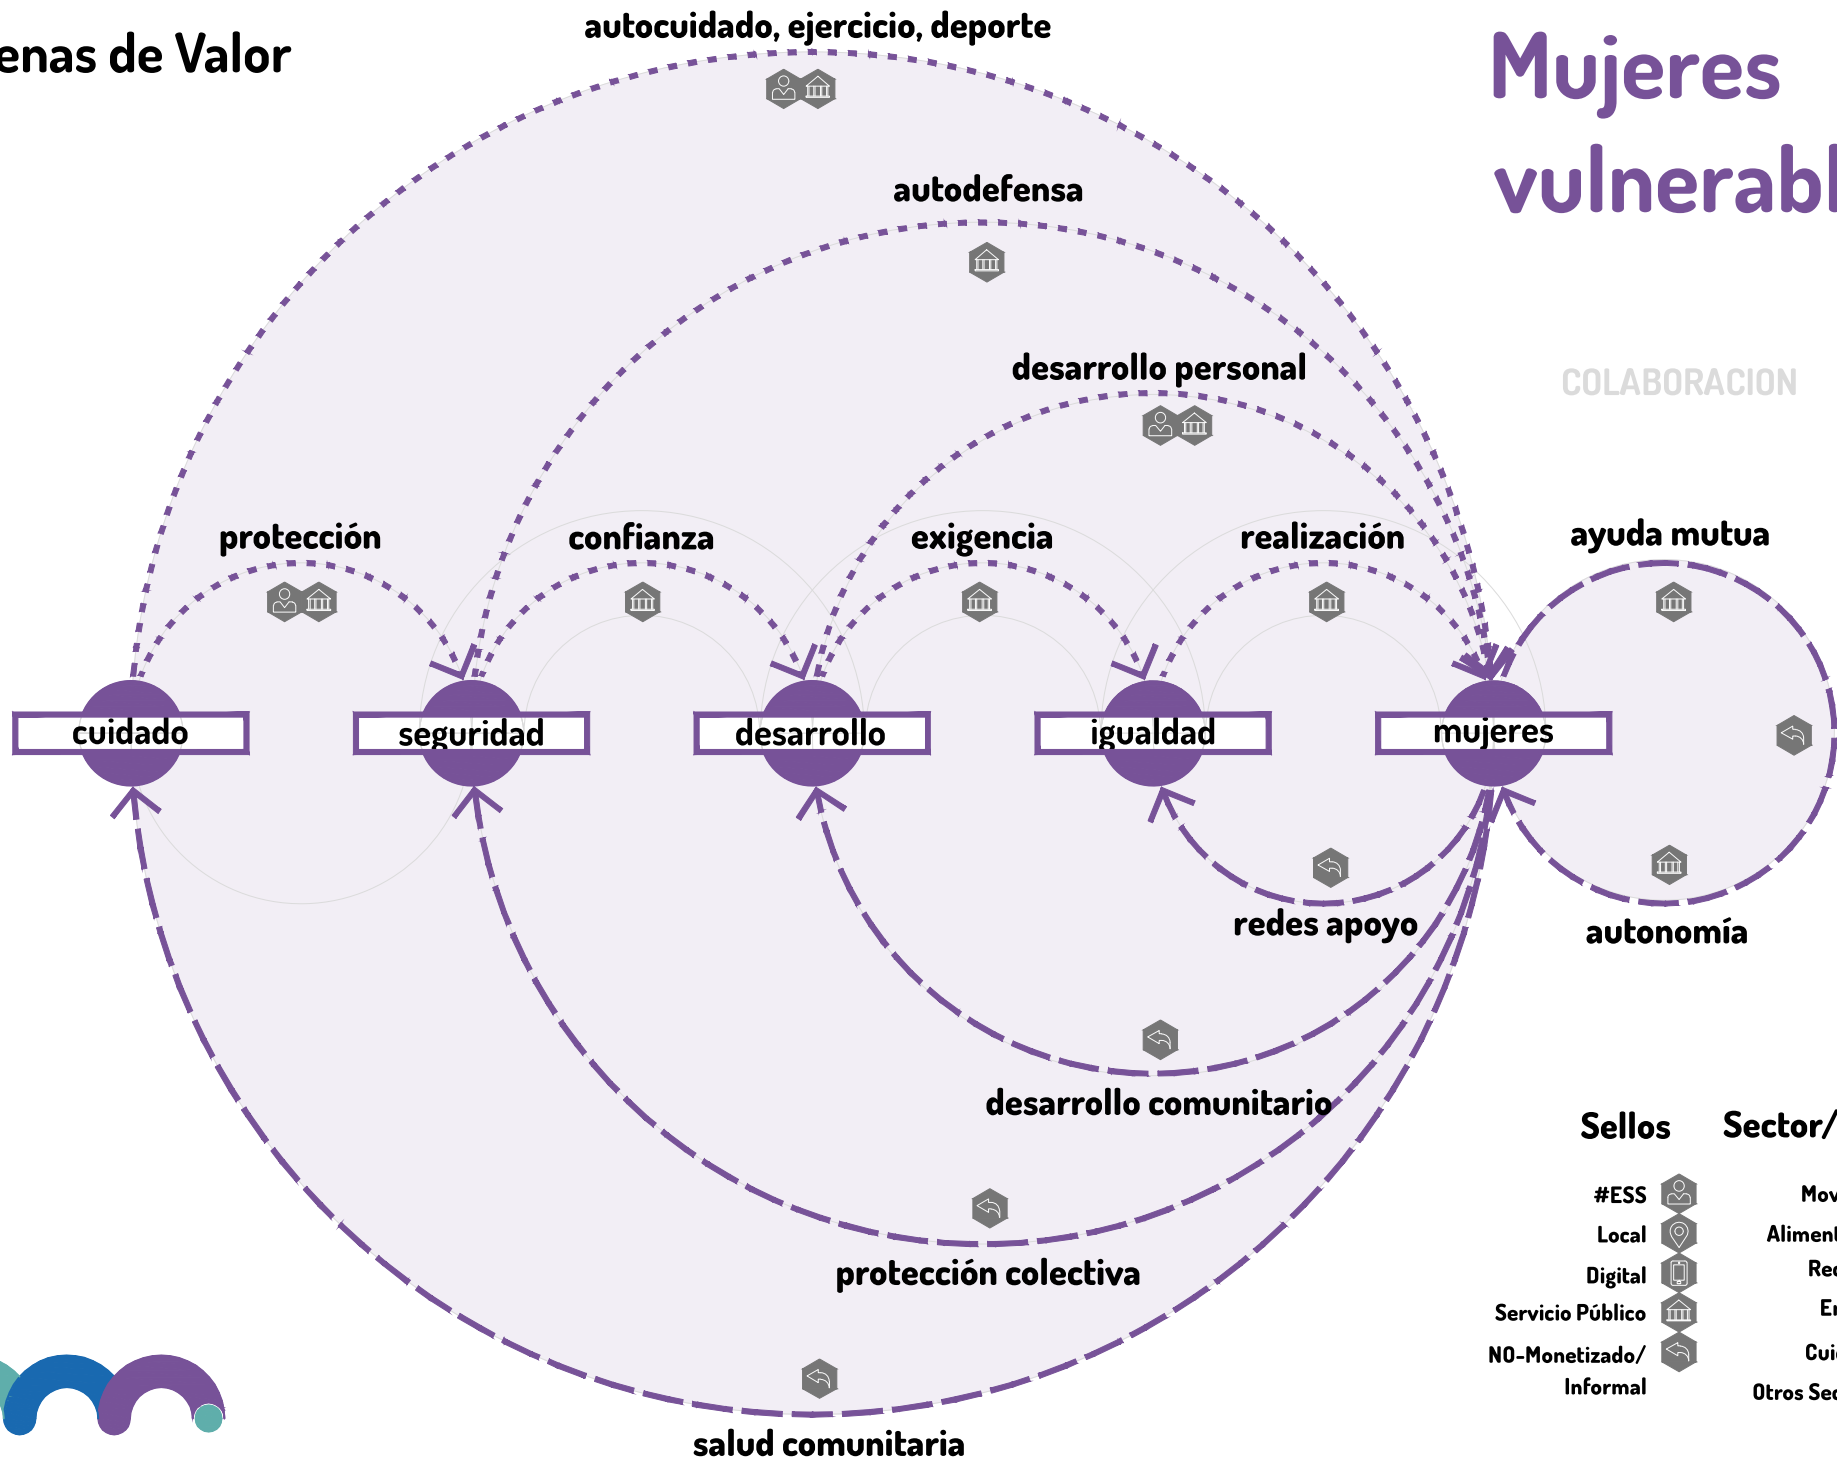 enas de Valor
Mujeres
vulnerabl
autocuidado, ejercicio, deporte
autodefensa
desarrollo personal
COLABORACION
protección
confianza
exigencia
realización
ayuda mutua
cuidado
seguridad
desarrollo
igualdad
mujeres
redes apoyo
autonomía
desarrollo comunitario
protección colectiva
salud comunitaria
Sellos
#ESS
Local
Digital
Servicio Público
NO-Monetizado/
Informal
Sector/
Mov
Aliment
Rec
En
Cuid
Otros Sec